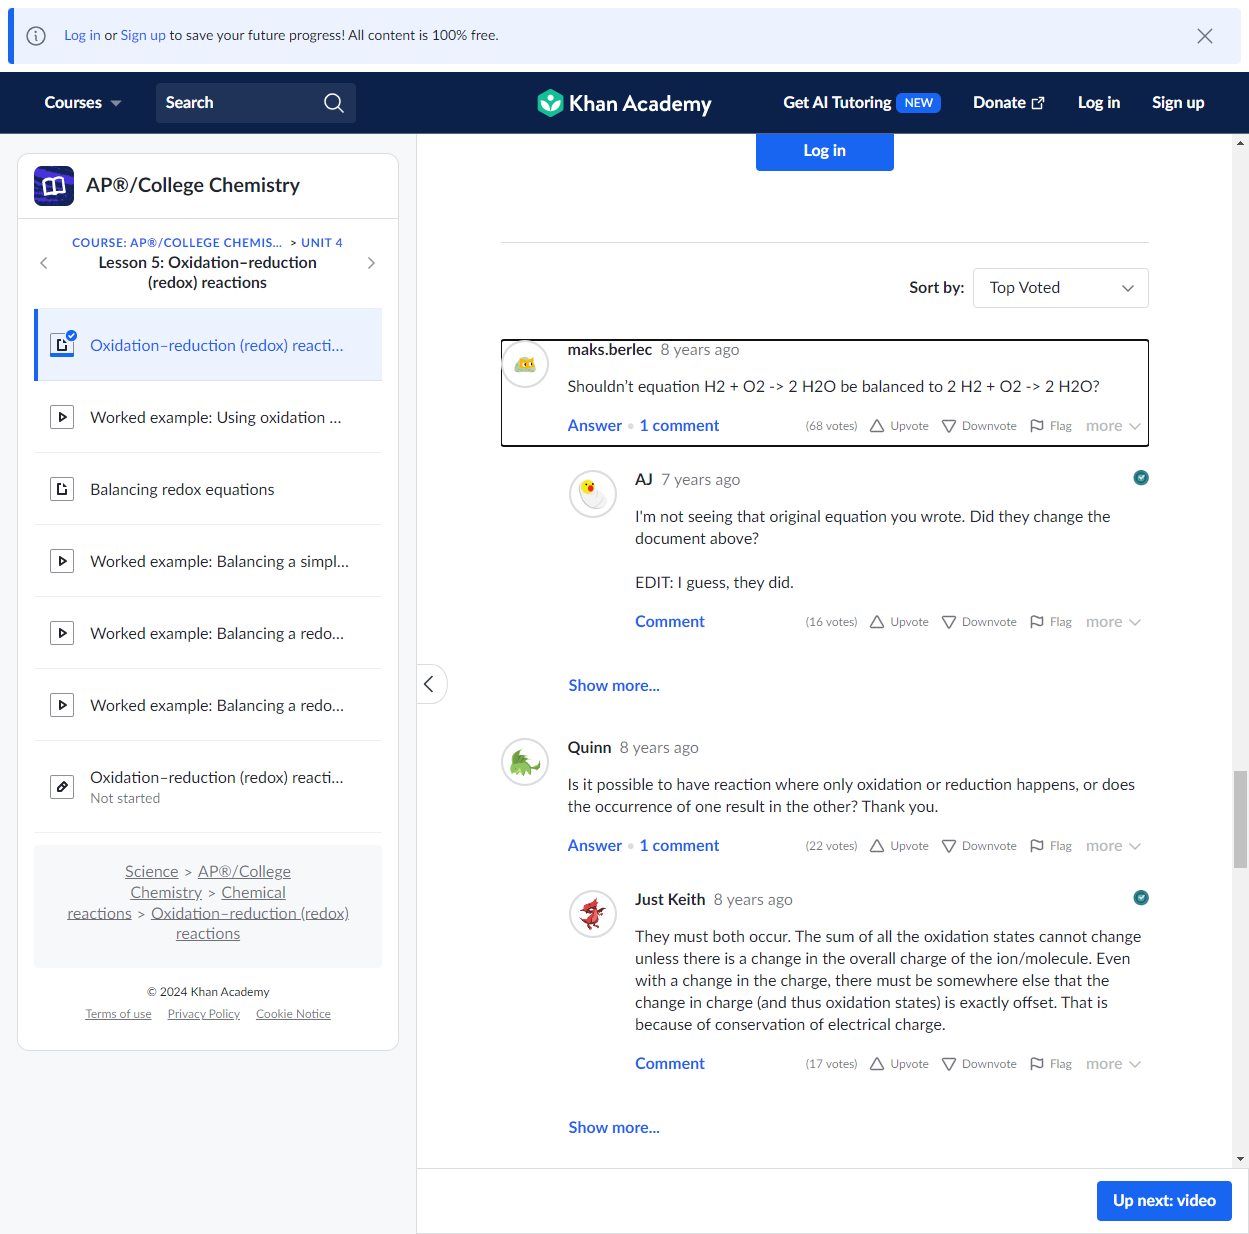 Log in or Sign up to save your future progress! All content is 100% free.
Courses
Search
Khan Academy
Get AI Tutoring NEW
Donate
Log in
Sign up
AP®/College Chemistry
COURSE: AP®/COLLEGE CHEMIS... > UNIT 4
Lesson 5: Oxidation–reduction
(redox) reactions
Oxidation–reduction (redox) reacti...
Worked example: Using oxidation ...
Balancing redox equations
Worked example: Balancing a simpl...
Worked example: Balancing a redo...
Worked example: Balancing a redo...
Oxidation–reduction (redox) reacti...
Not started
Science > AP®/College
Chemistry > Chemical
reactions > Oxidation–reduction (redox)
reactions
© 2024 Khan Academy
Terms of use Privacy Policy Cookie Notice
Log in
Sort by: Top Voted
maks.berlec 8 years ago
Shouldn't equation H2 + O2 -> 2 H2O be balanced to 2 H2 + O2 -> 2 H2O?
Answer • 1 comment (68 votes) Upvote Downvote Flag more
AJ 7 years ago
I'm not seeing that original equation you wrote. Did they change the
document above?
EDIT: I guess, they did.
Comment (16 votes) Upvote Downvote Flag more
Show more...
Quinn 8 years ago
Is it possible to have reaction where only oxidation or reduction happens, or does
the occurrence of one result in the other? Thank you.
Answer • 1 comment (22 votes) Upvote Downvote Flag more
Just Keith 8 years ago
They must both occur. The sum of all the oxidation states cannot change
unless there is a change in the overall charge of the ion/molecule. Even
with a change in the charge, there must be somewhere else that the
change in charge (and thus oxidation states) is exactly offset. That is
because of conservation of electrical charge.
Comment (17 votes) Upvote Downvote Flag more
Show more...
Up next: video